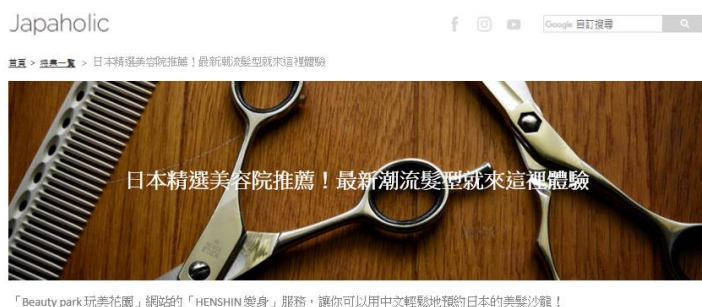 Japaholic
Google 自訂搜尋
首頁 > 特集一覽 > 日本精選美容院推薦！最新潮流髮型就來這裡體驗
日本精選美容院推薦！最新潮流髮型就來這裡體驗
「Beauty park 玩美花園」網站的「HENSHIN 變身」服務，讓你可以用中文輕鬆地預約日本的美髮沙龍！